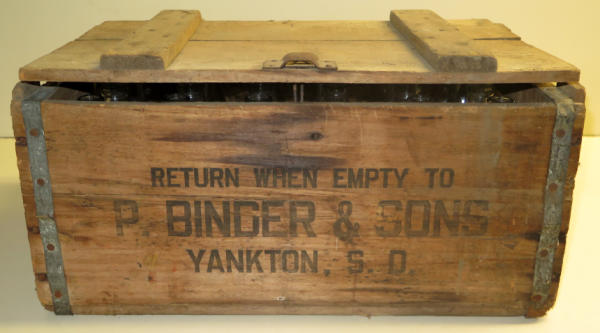 RETURN WHEN EMPTY TO
P. BINGER & SONS
YANKTON, S. D.